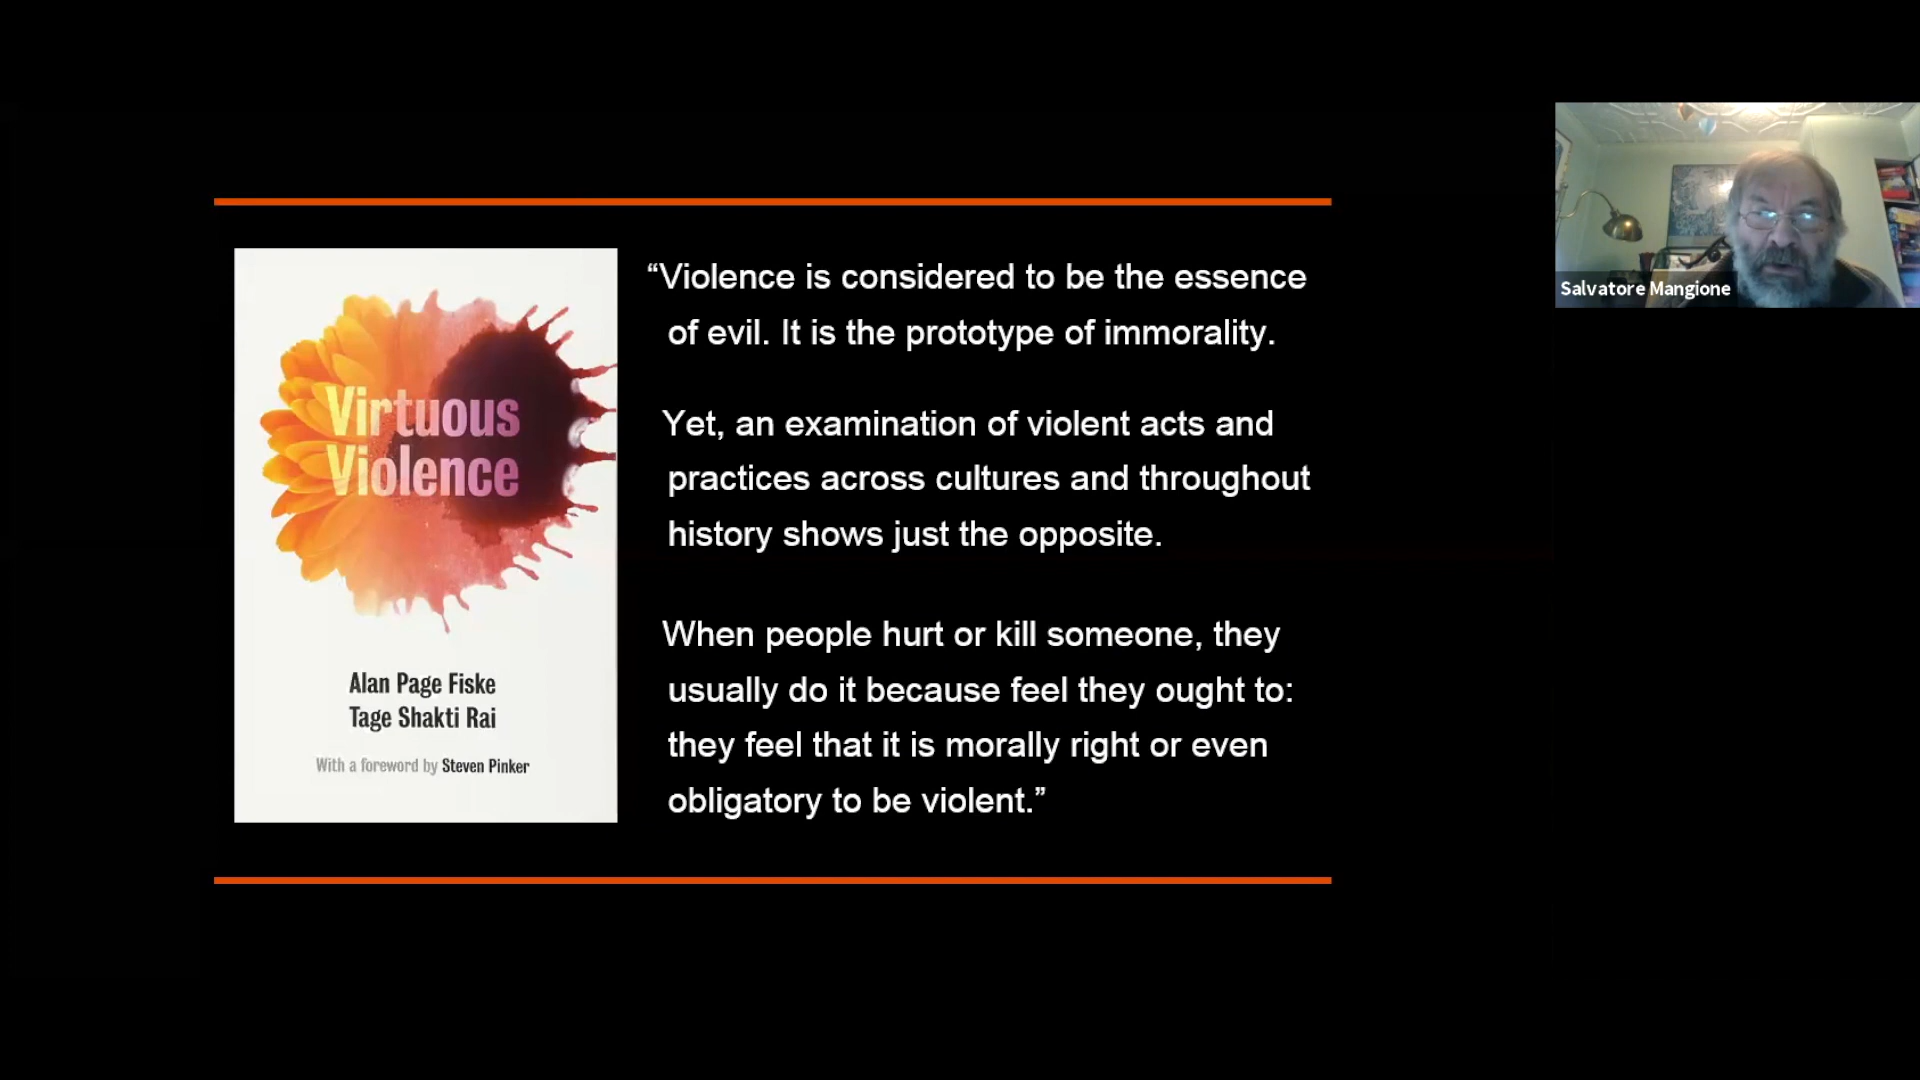 Virtuous
Violence
Alan Page Fiske
Tage Shakti Rai
With a foreword by Steven Pinker
“Violence is considered to be the essence
of evil. It is the prototype of immorality.
Yet, an examination of violent acts and
practices across cultures and throughout
history shows just the opposite.
When people hurt or kill someone, they
usually do it because feel they ought to:
they feel that it is morally right or even
obligatory to be violent.”
Salvatore Mangione